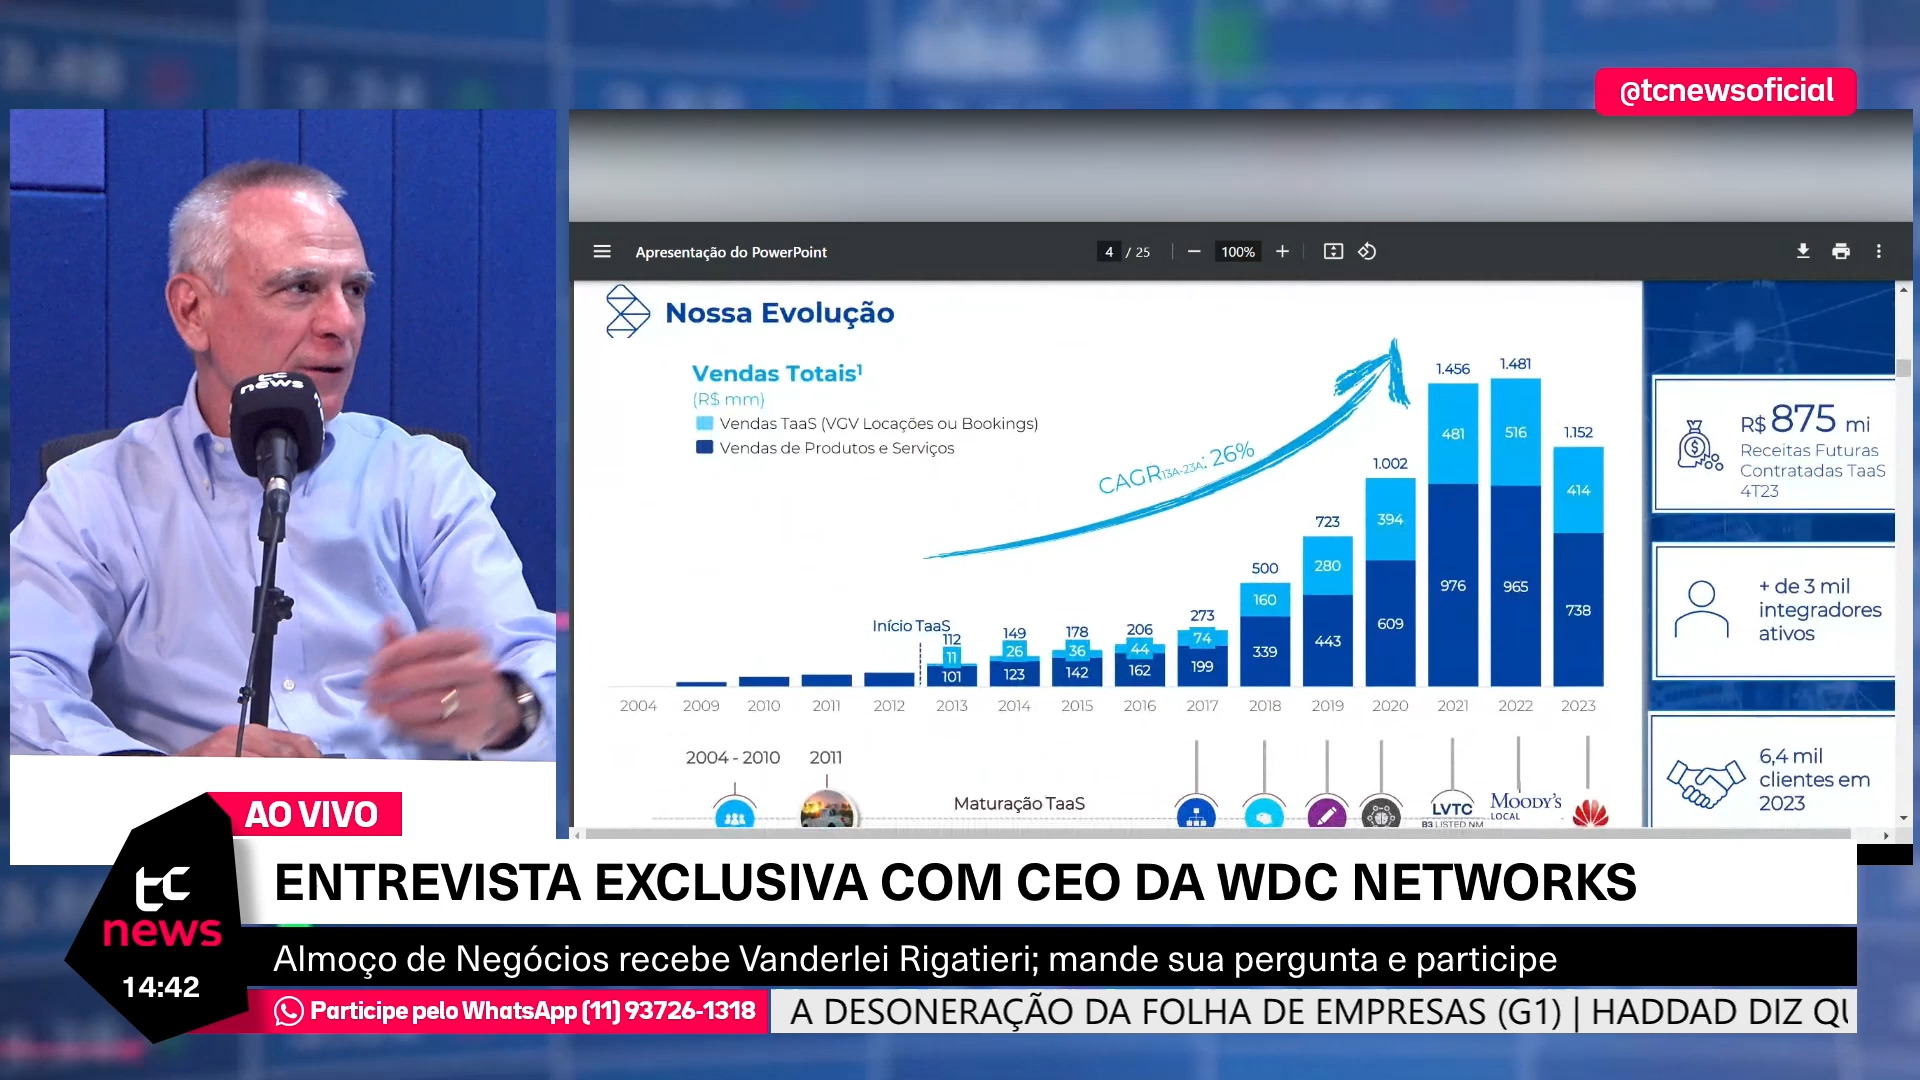 @tcnewsoficial
tc
news
Apresentação do PowerPoint
4 / 25
100%
Nossa Evolução
Vendas Totais¹
(R$ mm)
Vendas TaaS (VGV Locações ou Bookings)
Vendas de Produtos e Serviços
CAGR13A-23A: 26%
Início TaaS
112 149 178 206 273 500 723 1.002 1.456 1.481 1.152
11 26 36 44 74 160 280 394 481 516 414
101 123 142 162 199 339 443 609 976 965 738
2004 2009 2010 2011 2012 2013 2014 2015 2016 2017 2018 2019 2020 2021 2022 2023
2004 - 2010 2011
Maturação TaaS
LVTC
B3 LISTED NM
MOODY'S
LOCAL
R$ 875 mi
Receitas Futuras
Contratadas TaaS
4T23
+ de 3 mil
integradores
ativos
6,4 mil
clientes em
2023
AO VIVO
tc
news
14:42
ENTREVISTA EXCLUSIVA COM CEO DA WDC NETWORKS
Almoço de Negócios recebe Vanderlei Rigatieri; mande sua pergunta e participe
Participe pelo WhatsApp (11) 93726-1318
A DESONERAÇÃO DA FOLHA DE EMPRESAS (G1) | HADDAD DIZ QU